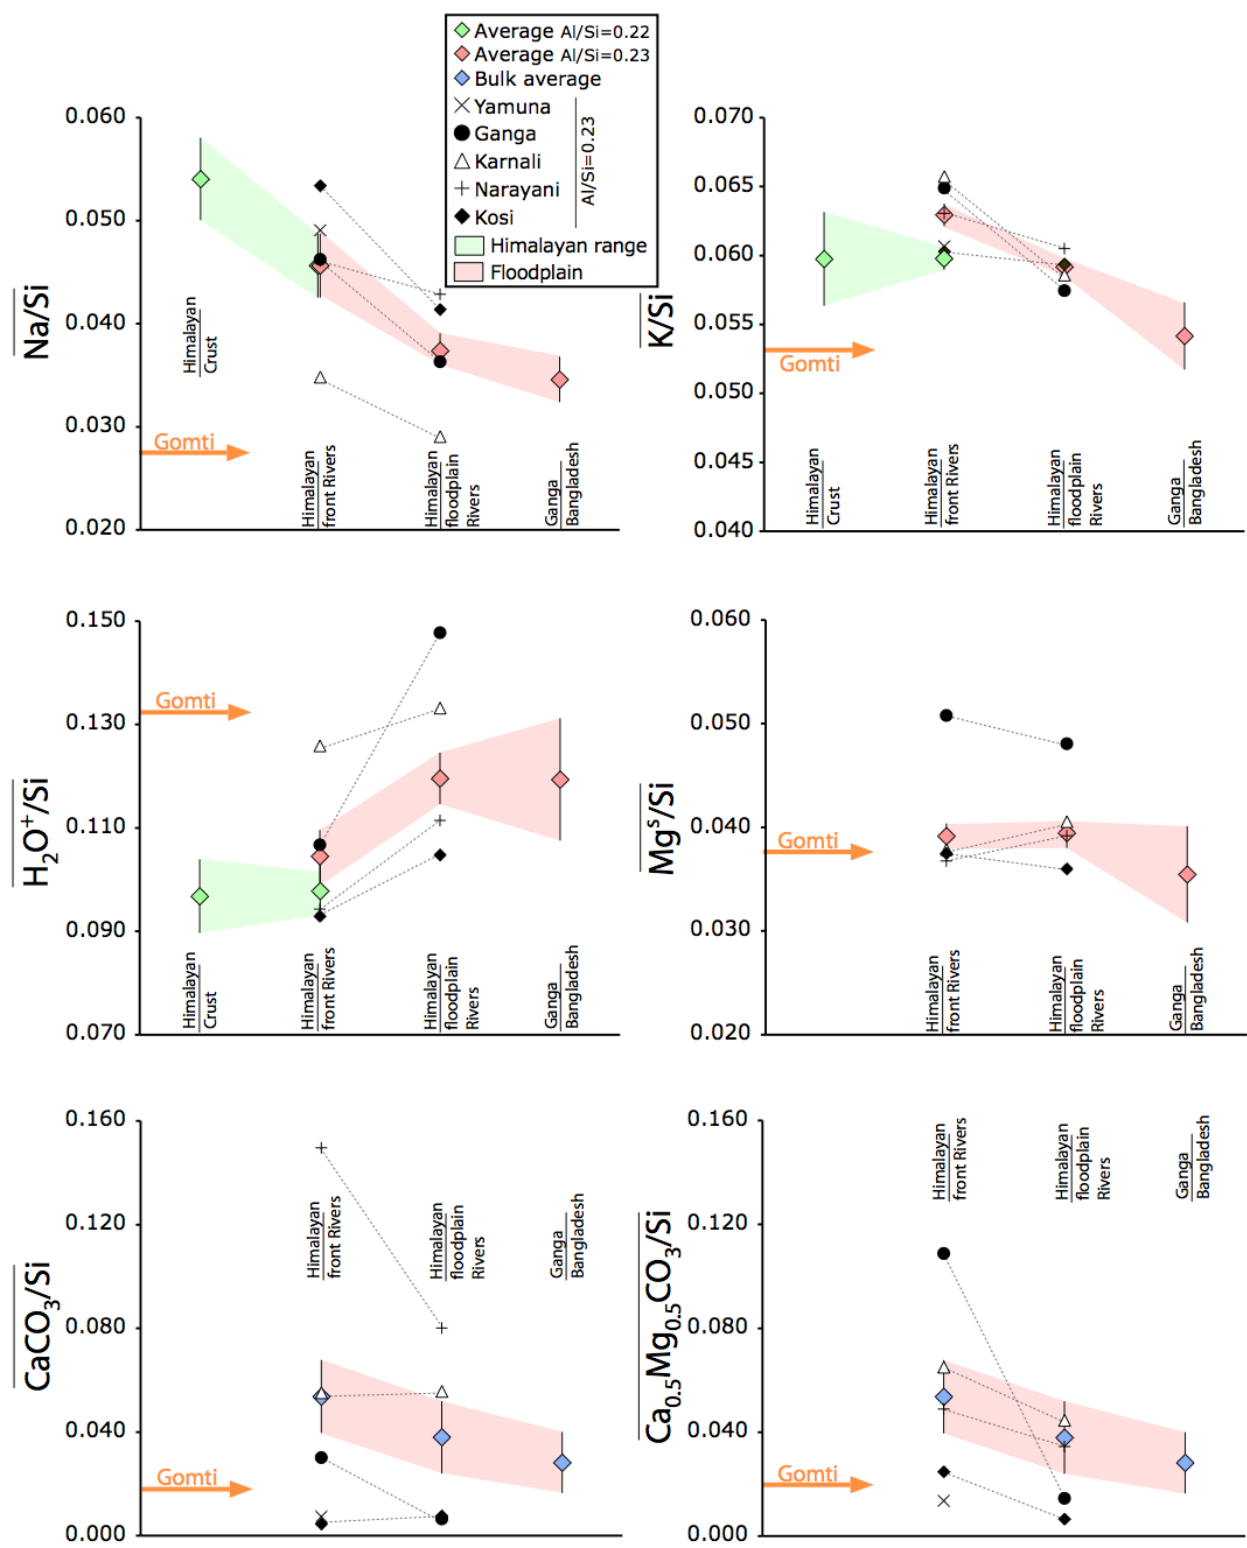 Average Al/Si=0.22
Average Al/Si=0.23
Bulk average
Yamuna
Ganga
Karnali
Narayani
Kosi
Al/Si=0.23
Himalayan range
Floodplain
Na/Si
0.060
0.050
0.040
0.030
0.020
Gomti
Himalayan
Crust
Himalayan
front Rivers
Himalayan
floodplain
Rivers
Ganga
Bangladesh
K/Si
0.070
0.065
0.060
0.055
0.050
0.045
0.040
Gomti
Himalayan
Crust
Himalayan
front Rivers
Himalayan
floodplain
Rivers
Ganga
Bangladesh
H₂O⁺/Si
0.150
0.130
0.110
0.090
0.070
Gomti
Himalayan
Crust
Himalayan
front Rivers
Himalayan
floodplain
Rivers
Ganga
Bangladesh
Mgˢ/Si
0.060
0.050
0.040
0.030
0.020
Gomti
Himalayan
front Rivers
Himalayan
floodplain
Rivers
Ganga
Bangladesh
CaCO₃/Si
0.160
0.120
0.080
0.040
0.000
Gomti
Himalayan
front Rivers
Himalayan
floodplain
Rivers
Ganga
Bangladesh
Ca₀.₅Mg₀.₅CO₃/Si
0.160
0.120
0.080
0.040
0.000
Gomti
Himalayan
front Rivers
Himalayan
floodplain
Rivers
Ganga
Bangladesh